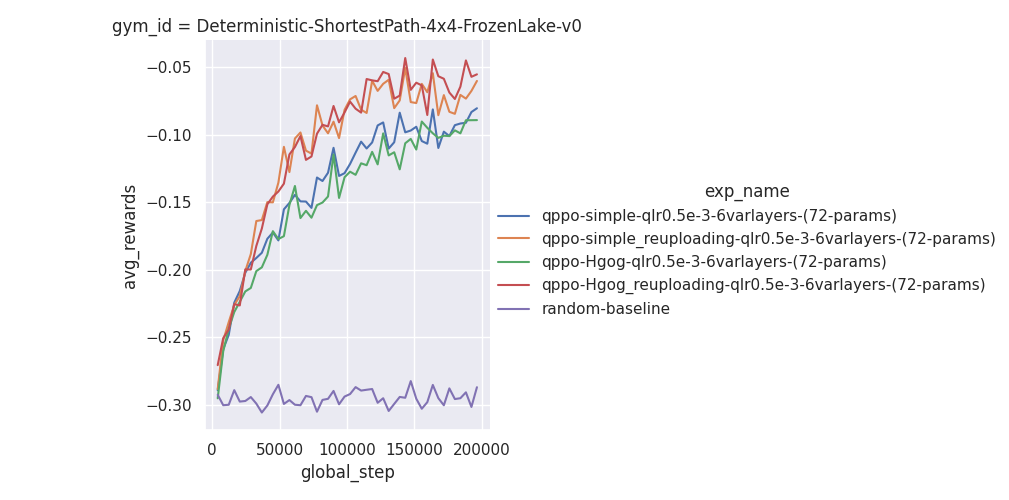 gym_id = Deterministic-ShortestPath-4x4-FrozenLake-v0
−0.05
−0.10
−0.15
−0.20
−0.25
−0.30
avg_rewards
0
50000
100000
150000
200000
global_step
exp_name
qppo-simple-qlr0.5e-3-6varlayers-(72-params)
qppo-simple_reuploading-qlr0.5e-3-6varlayers-(72-params)
qppo-Hgog-qlr0.5e-3-6varlayers-(72-params)
qppo-Hgog_reuploading-qlr0.5e-3-6varlayers-(72-params)
random-baseline